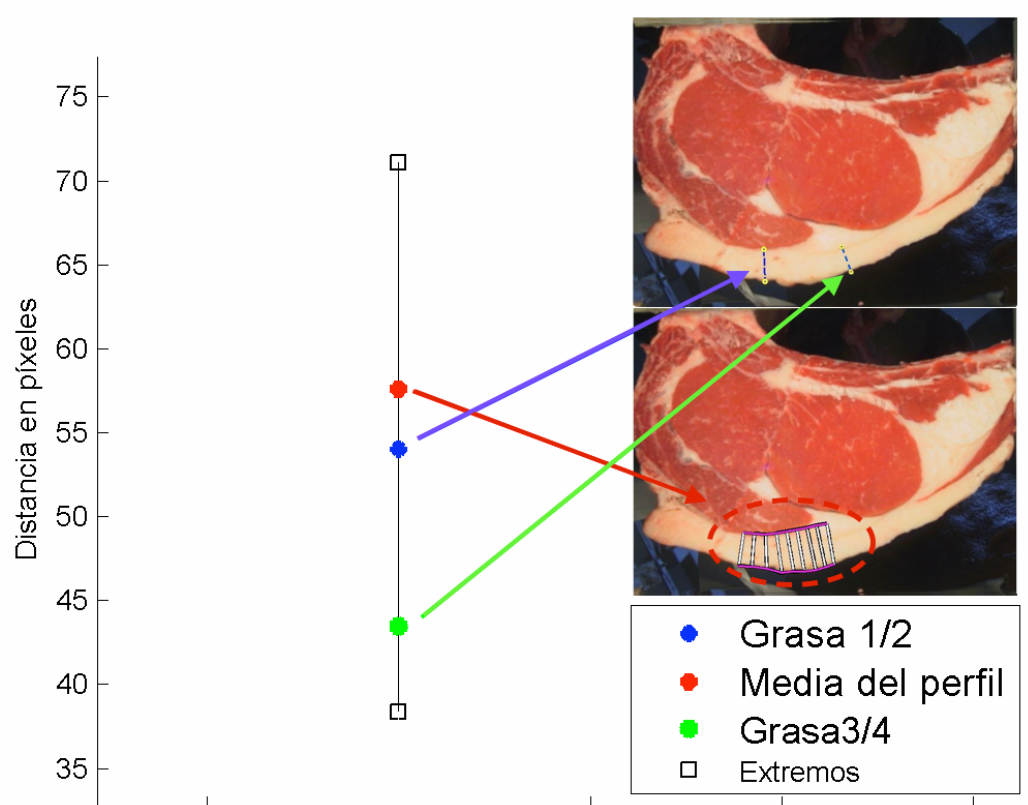 75
70
65
60
55
50
45
40
35
Distancia en píxeles
Grasa 1/2
Media del perfil
Grasa3/4
Extremos